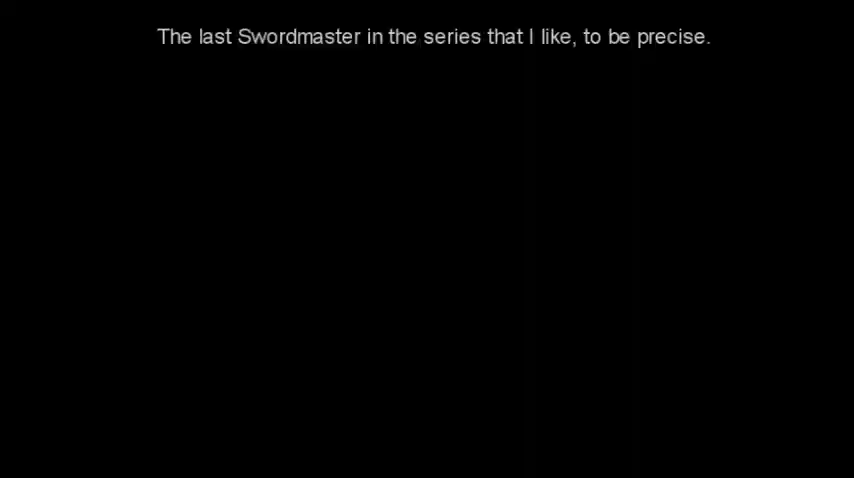 The last Swordmaster in the series that I like, to be precise.